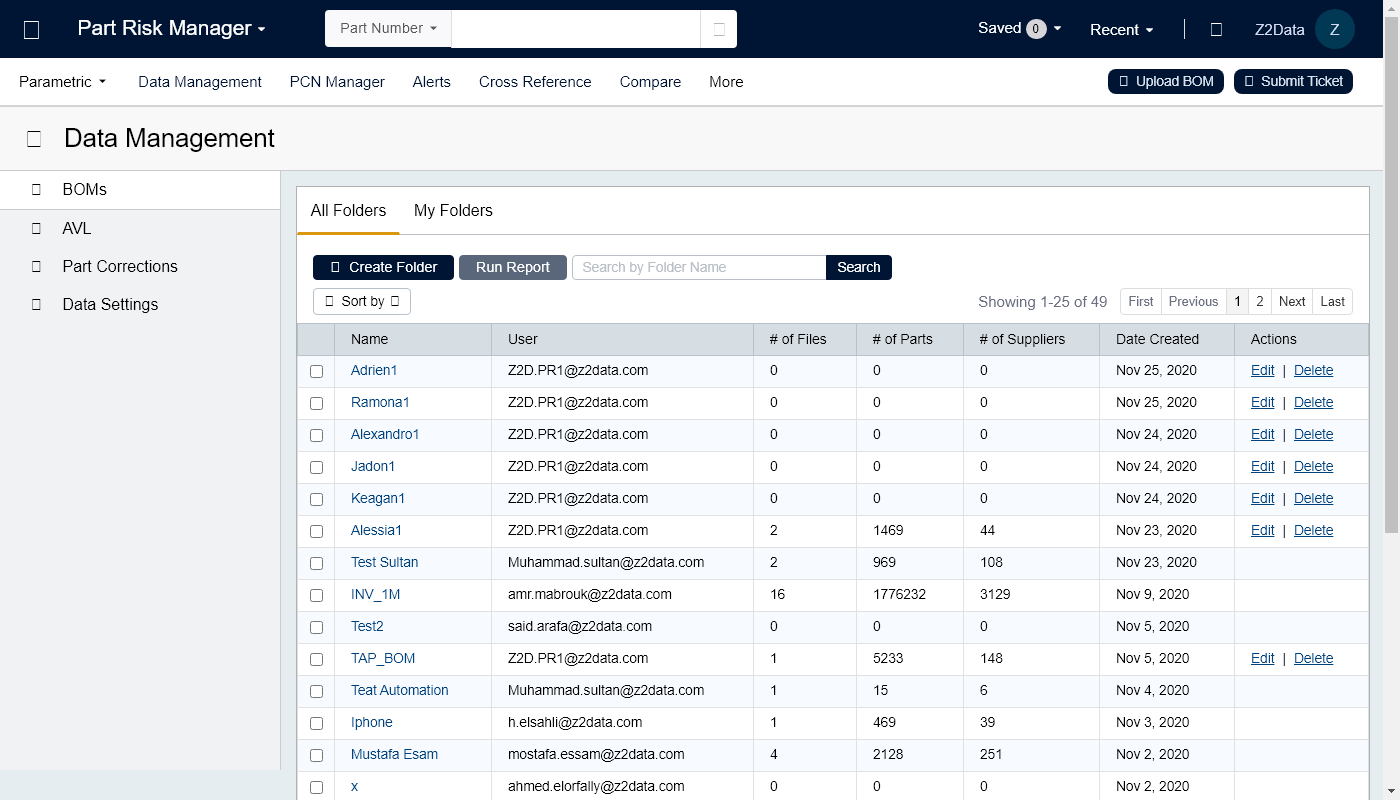 Part Risk Manager
Part Number
Saved 0
Recent
Z2Data
Z
Parametric
Data Management
PCN Manager
Alerts
Cross Reference
Compare
More
Upload BOM
Submit Ticket
Data Management
BOMs
AVL
Part Corrections
Data Settings
All Folders
My Folders
Create Folder
Run Report
Search by Folder Name
Search
Sort by
Showing 1-25 of 49
First Previous 1 2 Next Last
Name User # of Files # of Parts # of Suppliers Date Created Actions
Adrien1 Z2D.PR1@z2data.com 0 0 0 Nov 25, 2020 Edit | Delete
Ramona1 Z2D.PR1@z2data.com 0 0 0 Nov 25, 2020 Edit | Delete
Alexandro1 Z2D.PR1@z2data.com 0 0 0 Nov 24, 2020 Edit | Delete
Jadon1 Z2D.PR1@z2data.com 0 0 0 Nov 24, 2020 Edit | Delete
Keagan1 Z2D.PR1@z2data.com 0 0 0 Nov 24, 2020 Edit | Delete
Alessia1 Z2D.PR1@z2data.com 2 1469 44 Nov 23, 2020 Edit | Delete
Test Sultan Muhammad.sultan@z2data.com 2 969 108 Nov 23, 2020
INV_1M amr.mabrouk@z2data.com 16 1776232 3129 Nov 9, 2020
Test2 said.arafa@z2data.com 0 0 0 Nov 5, 2020
TAP_BOM Z2D.PR1@z2data.com 1 5233 148 Nov 5, 2020 Edit | Delete
Teat Automation Muhammad.sultan@z2data.com 1 15 6 Nov 4, 2020
Iphone h.elsahli@z2data.com 1 469 39 Nov 3, 2020
Mustafa Esam mostafa.essam@z2data.com 4 2128 251 Nov 2, 2020
x ahmed.elorfally@z2data.com 0 0 0 Nov 2, 2020